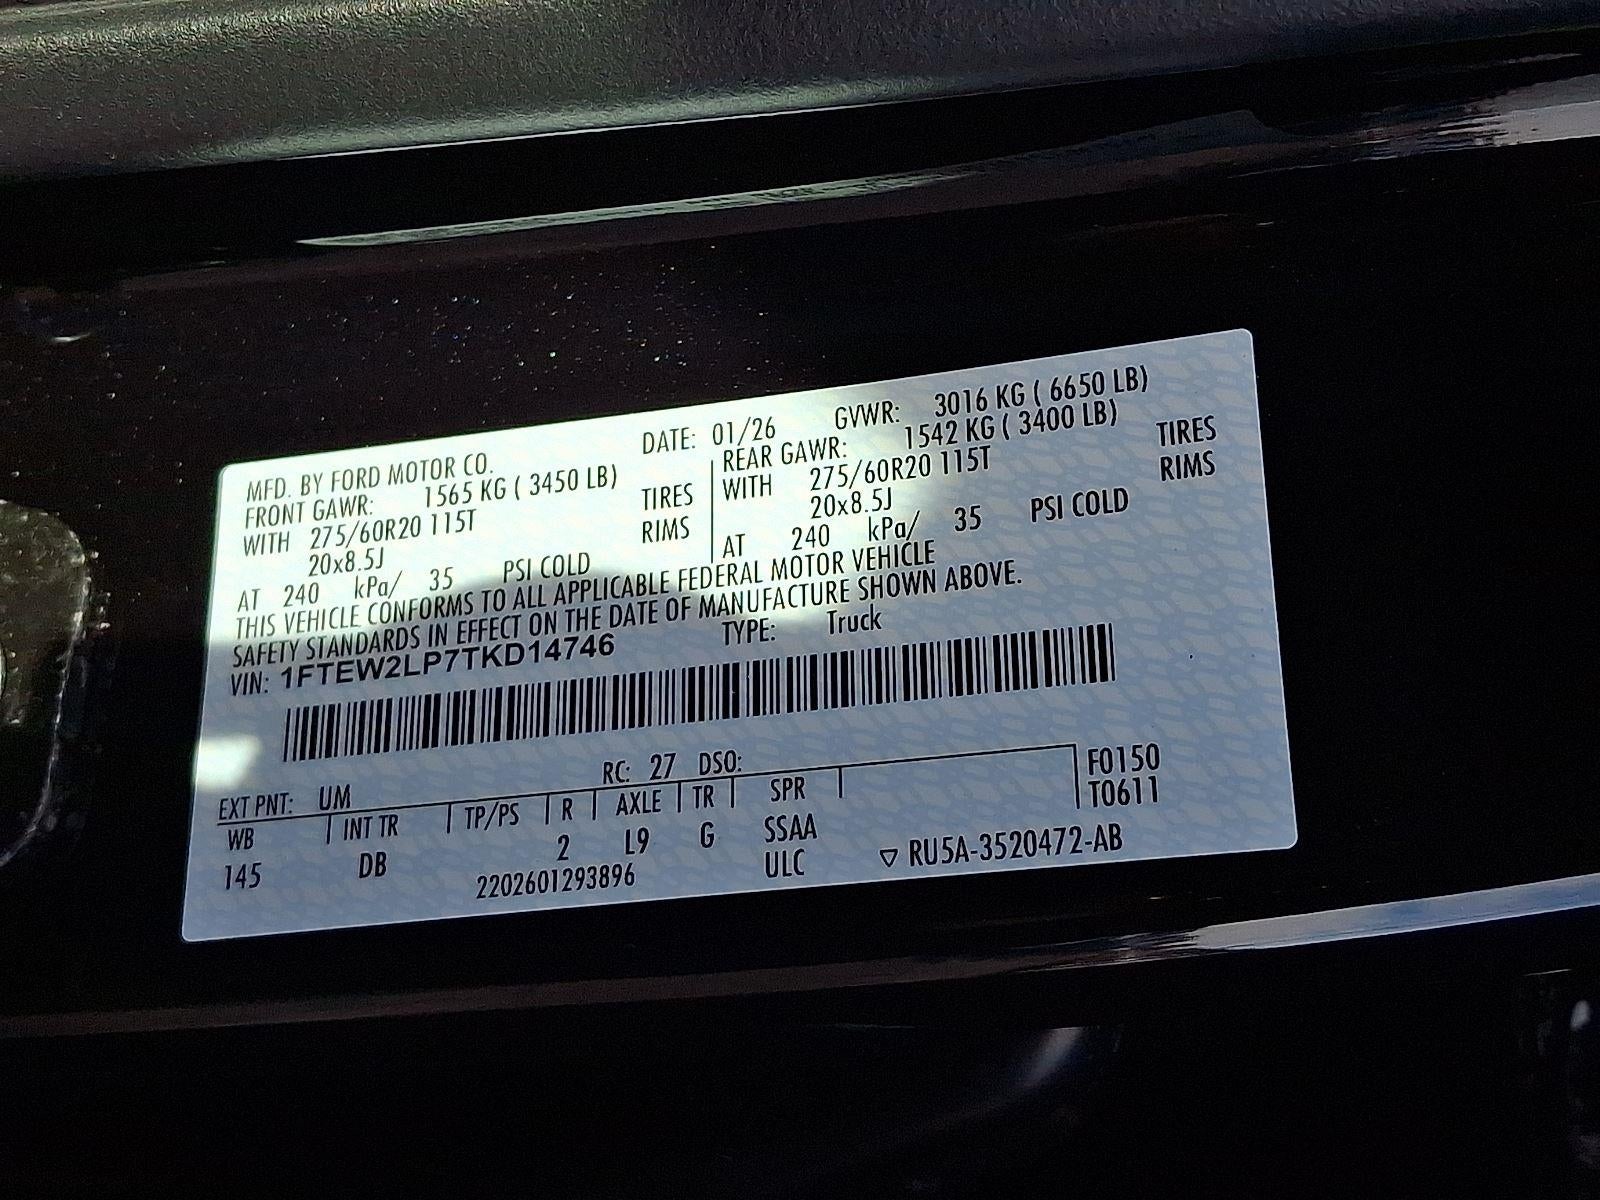 DATE: 01/26 GVWR: 3016 KG ( 6650 LB)
MFD. BY FORD MOTOR CO.
FRONT GAWR: 1565 KG ( 3450 LB)
WITH 275/60R20 115T TIRES
20x8.5J RIMS
AT 240 kPa/ 35 PSI COLD
REAR GAWR: 1542 KG ( 3400 LB)
WITH 275/60R20 115T TIRES
20x8.5J RIMS
AT 240 kPa/ 35 PSI COLD
THIS VEHICLE CONFORMS TO ALL APPLICABLE FEDERAL MOTOR VEHICLE
SAFETY STANDARDS IN EFFECT ON THE DATE OF MANUFACTURE SHOWN ABOVE.
VIN: 1FTEW2LP7TKD14746 TYPE: Truck
EXT PNT: UM RC: 27 DSO:
WB INT TR TP/PS R AXLE TR SPR F0150
T0611
145 DB 2 L9 G SSAA
2202601293896 ULC RU5A-3520472-AB